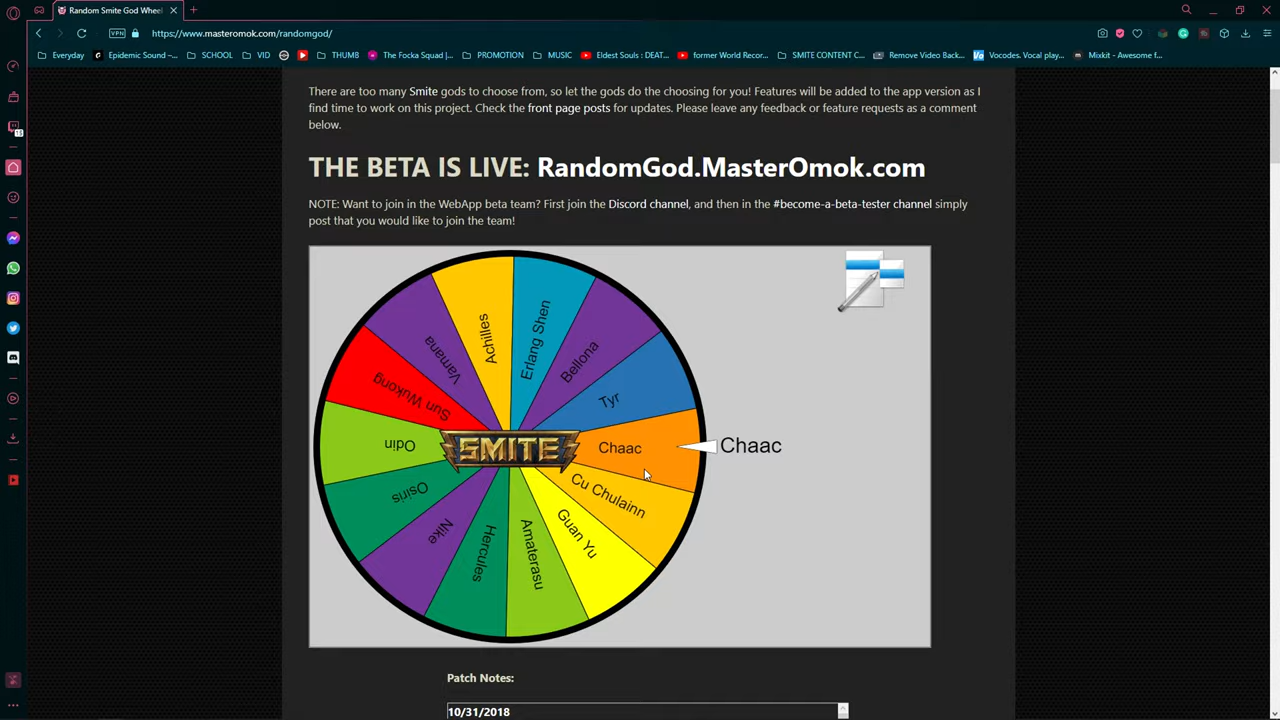 Random Smite God Wheel
https://www.masteromok.com/randomgod/
VPN
Everyday
Epidemic Sound –...
SCHOOL
VID
THUMB
The Focka Squad |...
PROMOTION
MUSIC
Eldest Souls : DEAT...
former World Recor...
SMITE CONTENT C...
Remove Video Back...
Vocodes. Vocal play...
Mixkit - Awesome f...
There are too many Smite gods to choose from, so let the gods do the choosing for you! Features will be added to the app version as I
find time to work on this project. Check the front page posts for updates. Please leave any feedback or feature requests as a comment
below.
THE BETA IS LIVE: RandomGod.MasterOmok.com
NOTE: Want to join in the WebApp beta team? First join the Discord channel, and then in the #become-a-beta-tester channel simply
post that you would like to join the team!
Achilles
Erlang Shen
Bellona
Tyr
Chaac
Cu Chulainn
Guan Yu
Amaterasu
Hercules
Nike
Osiris
Odin
Sun Wukong
Vamana
SMITE
Chaac
Patch Notes:
10/31/2018